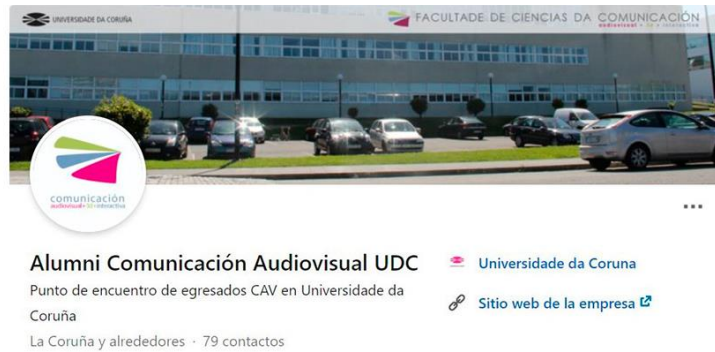 UNIVERSIDADE DA CORUÑA
FACULTADE DE CIENCIAS DA COMUNICACIÓN
audiovisual + 3d + interactiva
comunicación
audiovisual+3D+interactiva
Alumni Comunicación Audiovisual UDC
Punto de encuentro de egresados CAV en Universidade da
Coruña
La Coruña y alrededores · 79 contactos
Universidade da Coruna
Sitio web de la empresa